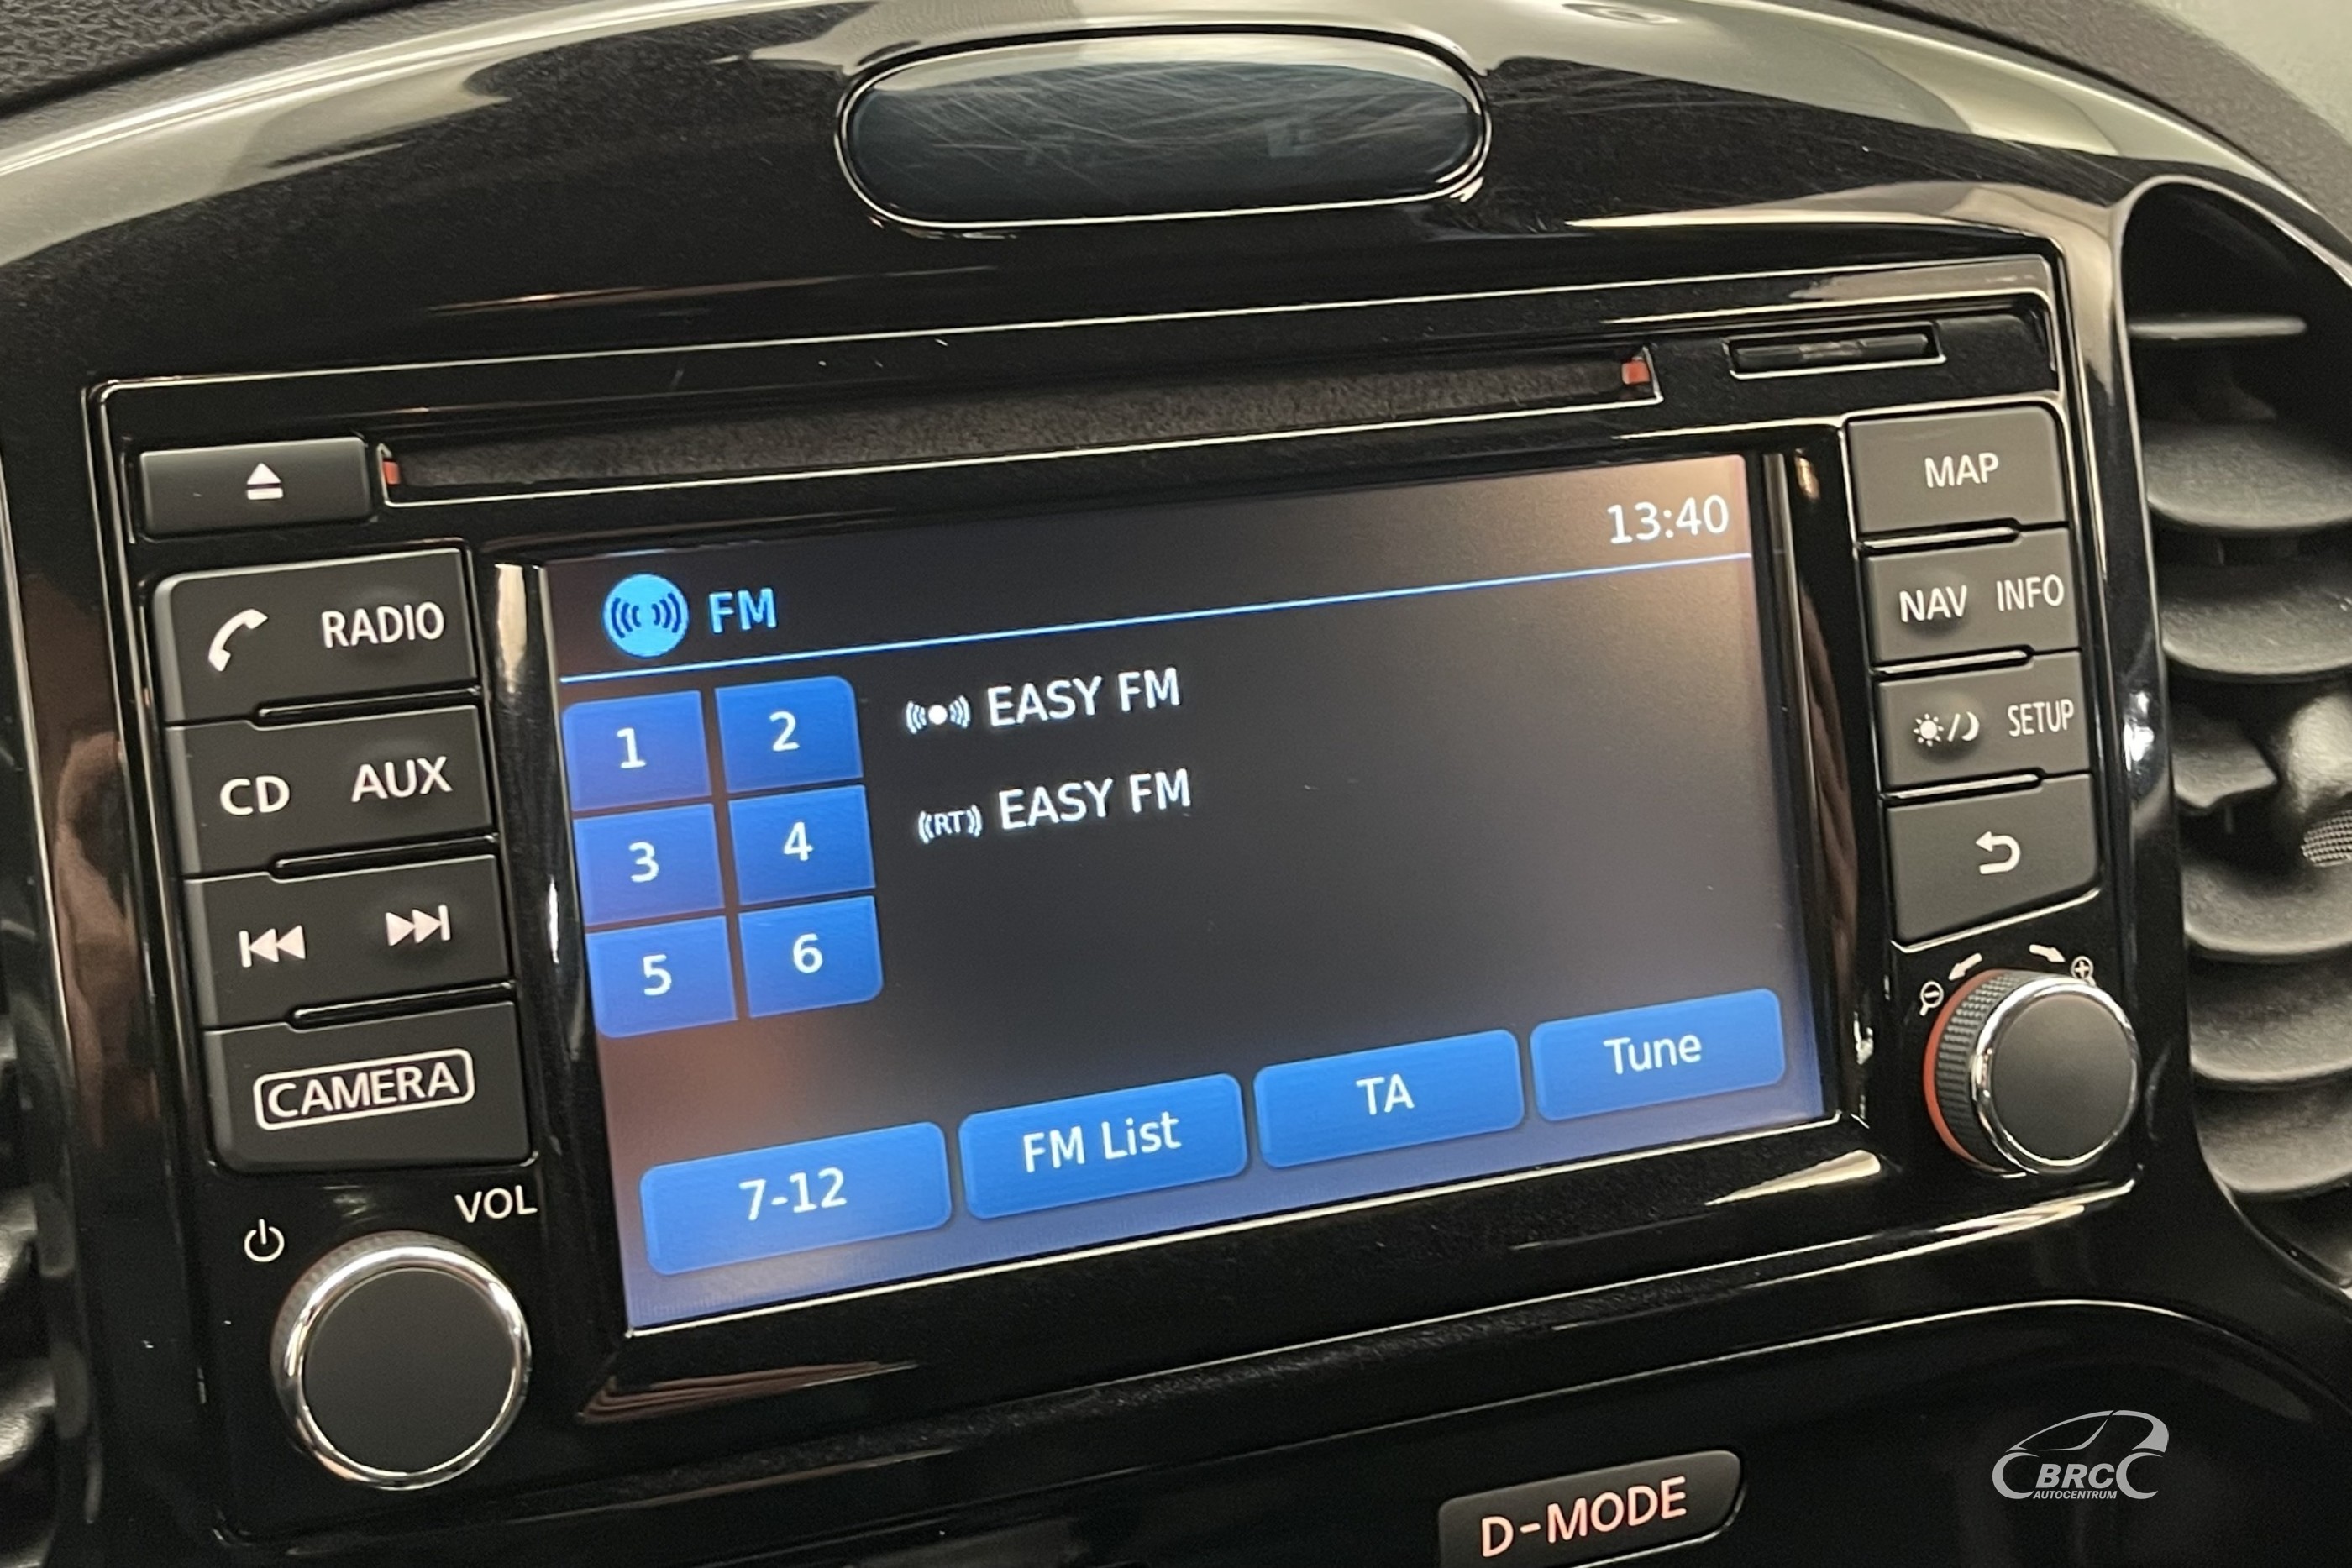 MAP
13:40
NAV INFO
RADIO
FM
SETUP
1 2
EASY FM
CD AUX
3 4
RT EASY FM
5 6
CAMERA
7-12 FM List TA Tune
VOL
BRC
AUTOCENTRUM
D-MODE